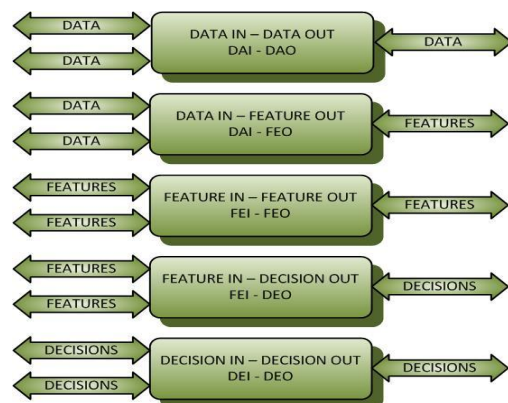 DATA
DATA IN – DATA OUT
DAI - DAO
DATA
DATA
DATA
DATA IN – FEATURE OUT
DAI - FEO
FEATURES
DATA
FEATURES
FEATURE IN – FEATURE OUT
FEI - FEO
FEATURES
FEATURES
FEATURES
FEATURE IN – DECISION OUT
FEI - DEO
DECISIONS
FEATURES
DECISIONS
DECISION IN – DECISION OUT
DEI - DEO
DECISIONS
DECISIONS